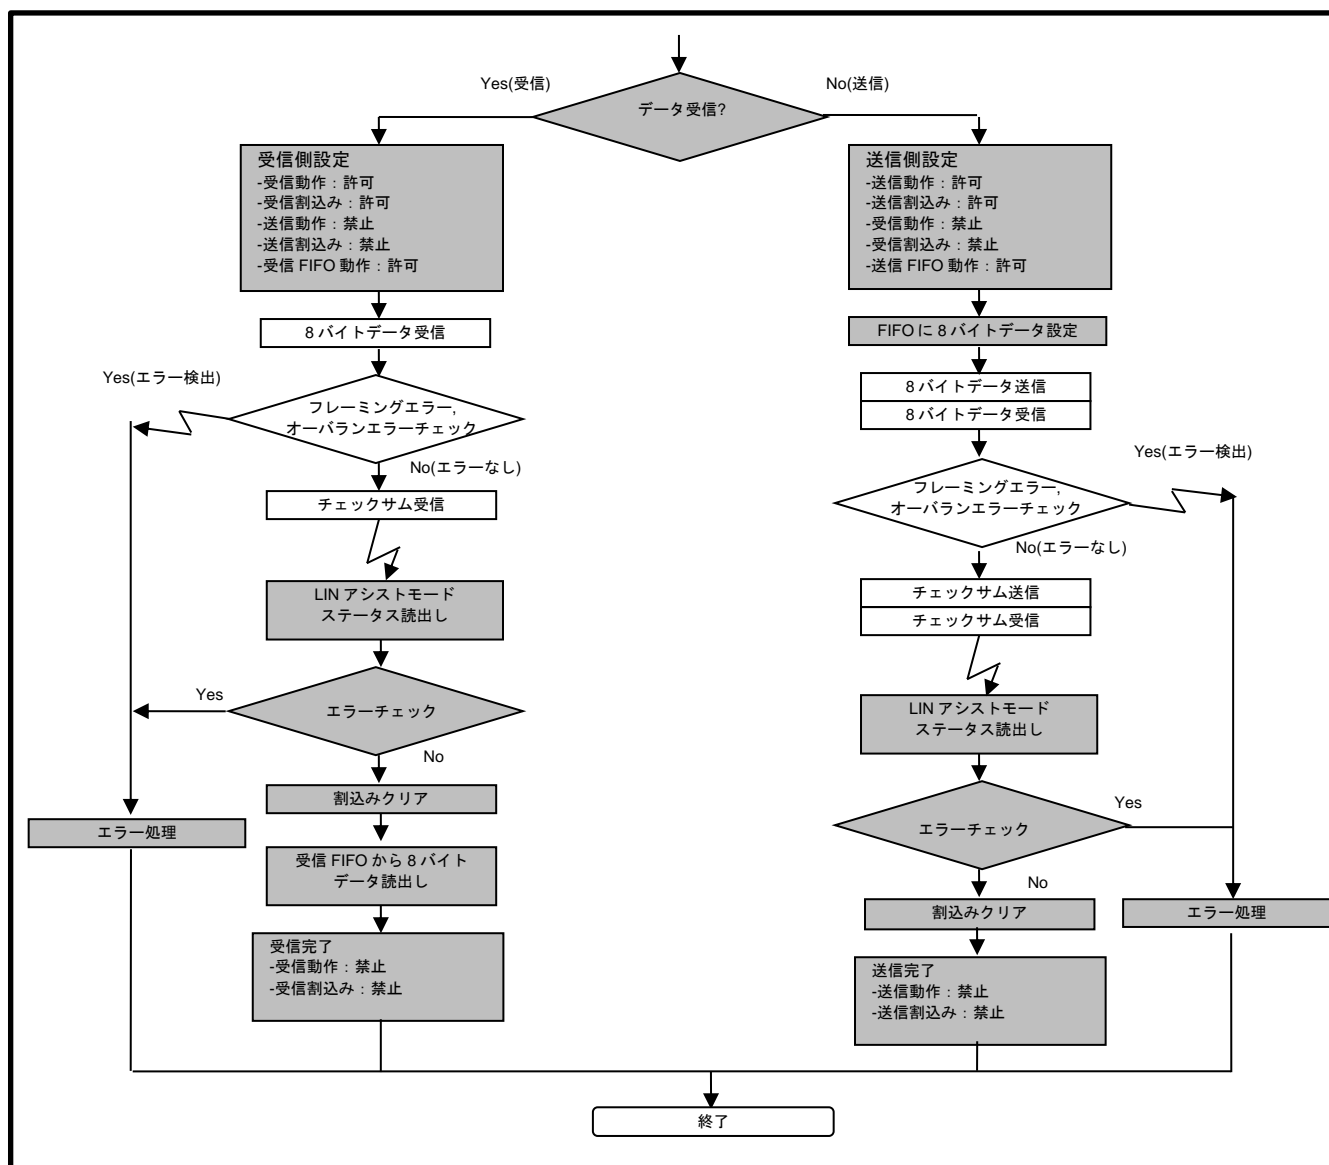 データ受信?
Yes(受信)
No(送信)
受信側設定
-受信動作：許可
-受信割込み：許可
-送信動作：禁止
-送信割込み：禁止
-受信 FIFO 動作：許可
8 バイトデータ受信
Yes(エラー検出)
フレーミングエラー,
オーバランエラーチェック
No(エラーなし)
チェックサム受信
LIN アシストモード
ステータス読出し
Yes
エラーチェック
No
割込みクリア
エラー処理
受信 FIFO から 8 バイト
データ読出し
受信完了
-受信動作：禁止
-受信割込み：禁止
送信側設定
-送信動作：許可
-送信割込み：許可
-受信動作：禁止
-受信割込み：禁止
-送信 FIFO 動作：許可
FIFO に 8 バイトデータ設定
8 バイトデータ送信
8 バイトデータ受信
Yes(エラー検出)
フレーミングエラー,
オーバランエラーチェック
No(エラーなし)
チェックサム送信
チェックサム受信
LIN アシストモード
ステータス読出し
Yes
エラーチェック
No
割込みクリア
エラー処理
送信完了
-送信動作：禁止
-送信割込み：禁止
終了